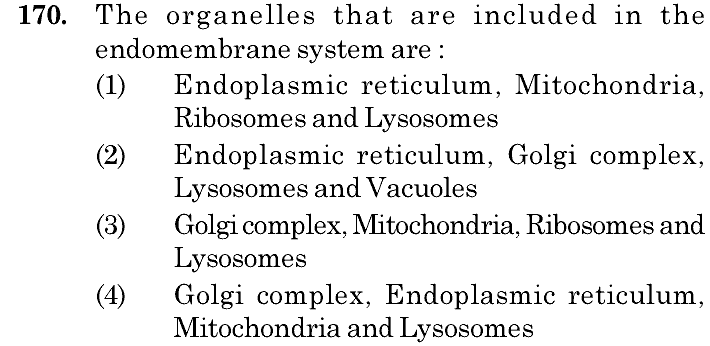 170. The organelles that are included in the
endomembrane system are :
(1) Endoplasmic reticulum, Mitochondria,
Ribosomes and Lysosomes
(2) Endoplasmic reticulum, Golgi complex,
Lysosomes and Vacuoles
(3) Golgi complex, Mitochondria, Ribosomes and
Lysosomes
(4) Golgi complex, Endoplasmic reticulum,
Mitochondria and Lysosomes